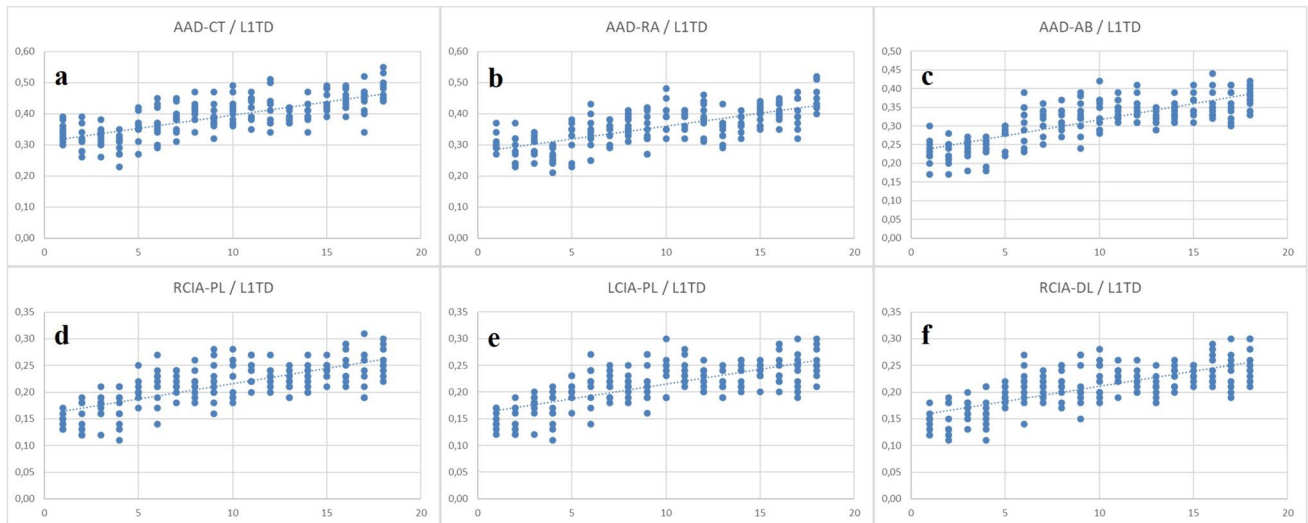 AAD-CT / L1TD
0,60
a
0,50
0,40
0,30
0,20
0,10
0,00
0 5 10 15 20
AAD-RA / L1TD
0,60
b
0,50
0,40
0,30
0,20
0,10
0,00
0 5 10 15 20
AAD-AB / L1TD
0,50
c
0,45
0,40
0,35
0,30
0,25
0,20
0,15
0,10
0,05
0,00
0 5 10 15 20
RCIA-PL / L1TD
0,35
d
0,30
0,25
0,20
0,15
0,10
0,05
0,00
0 5 10 15 20
LCIA-PL / L1TD
0,35
e
0,30
0,25
0,20
0,15
0,10
0,05
0,00
0 5 10 15 20
RCIA-DL / L1TD
0,35
f
0,30
0,25
0,20
0,15
0,10
0,05
0,00
0 5 10 15 20